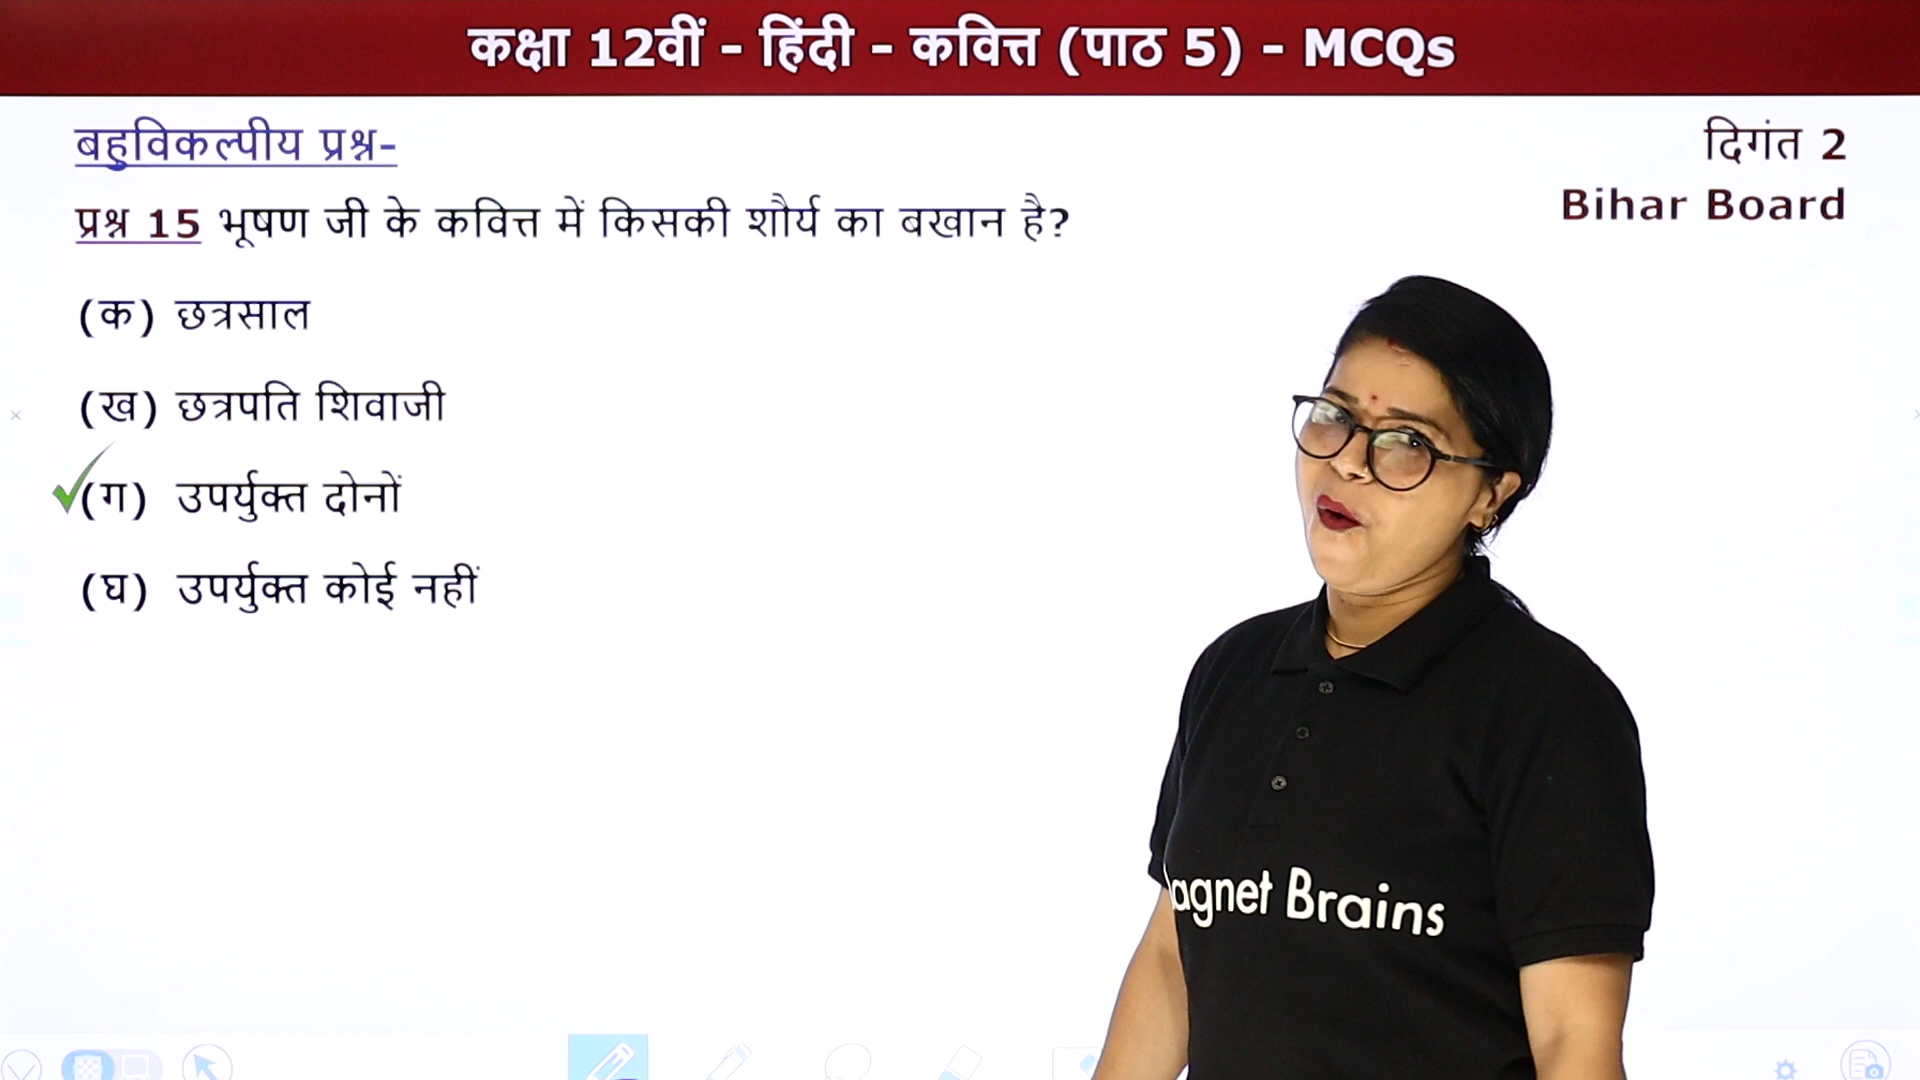 कक्षा 12वीं - हिंदी - कवित्त (पाठ 5) - MCQs
बहुविकल्पीय प्रश्न-
दिगंत 2
Bihar Board
प्रश्न 15 भूषण जी के कवित्त में किसकी शौर्य का बखान है?
(क) छत्रसाल
(ख) छत्रपति शिवाजी
(ग) उपर्युक्त दोनों
(घ) उपर्युक्त कोई नहीं
agnet Brains